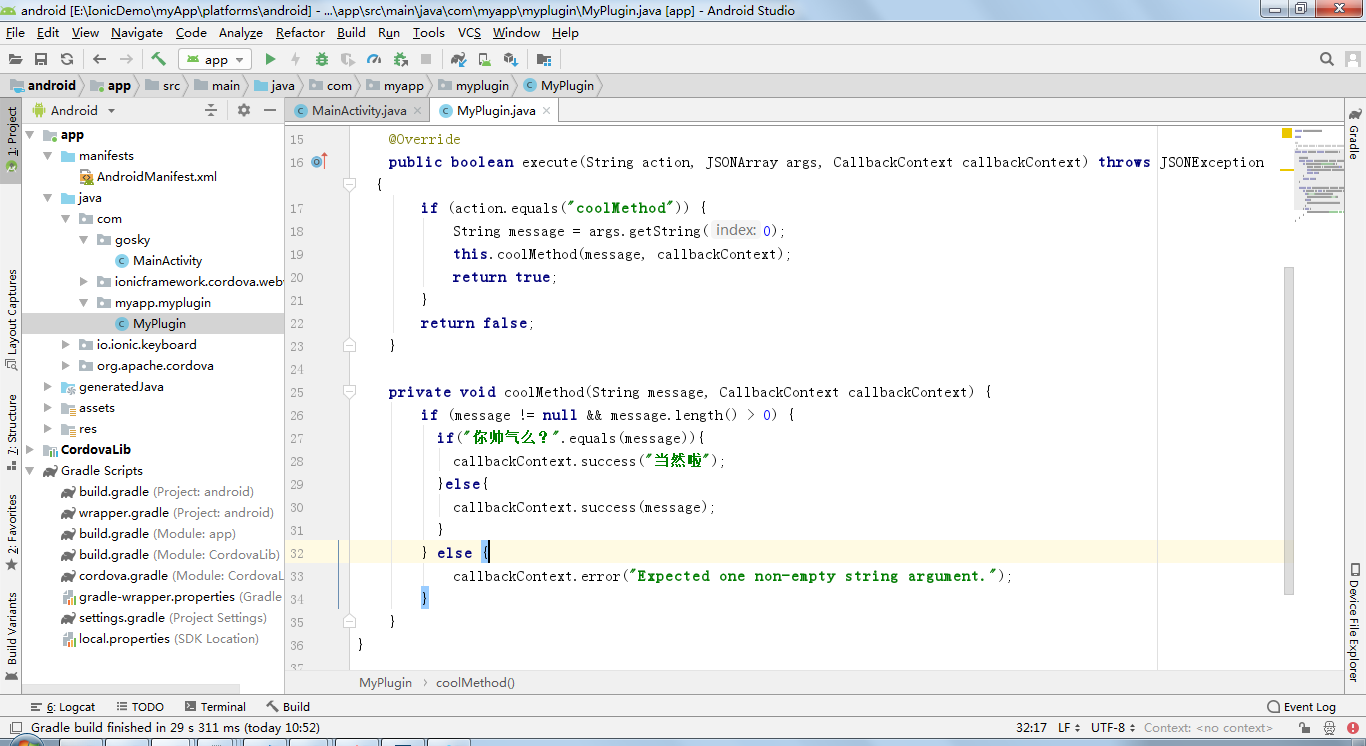 android [E:\IonicDemo\myApp\platforms\android] - ...\app\src\main\java\com\myapp\myplugin\MyPlugin.java [app] - Android Studio
File Edit View Navigate Code Analyze Refactor Build Run Tools VCS Window Help
app
android app src main java com myapp myplugin MyPlugin
Android
MainActivity.java
MyPlugin.java
1: Project
Layout Captures
7: Structure
2: Favorites
Build Variants
app
manifests
AndroidManifest.xml
java
com
gosky
MainActivity
ionicframework.cordova.web
myapp.myplugin
MyPlugin
io.ionic.keyboard
org.apache.cordova
generatedJava
assets
res
CordovaLib
Gradle Scripts
build.gradle (Project: android)
wrapper.gradle (Project: android)
build.gradle (Module: app)
build.gradle (Module: CordovaLib)
cordova.gradle (Module: CordovaL
gradle-wrapper.properties (Gradle
settings.gradle (Project Settings)
local.properties (SDK Location)
15 @Override
16 public boolean execute(String action, JSONArray args, CallbackContext callbackContext) throws JSONException
{
17 if (action.equals("coolMethod")) {
18 String message = args.getString( index: 0);
19 this.coolMethod(message, callbackContext);
20 return true;
21 }
22 return false;
23 }
24
25 private void coolMethod(String message, CallbackContext callbackContext) {
26 if (message != null && message.length() > 0) {
27 if("你帅气么？".equals(message)){
28 callbackContext.success("当然啦");
29 }else{
30 callbackContext.success(message);
31 }
32 } else {
33 callbackContext.error("Expected one non-empty string argument.");
34 }
35 }
36 }
37
MyPlugin › coolMethod()
Gradle
Device File Explorer
6: Logcat TODO Terminal Build Event Log
Gradle build finished in 29 s 311 ms (today 10:52) 32:17 LF UTF-8 Context: <no context>